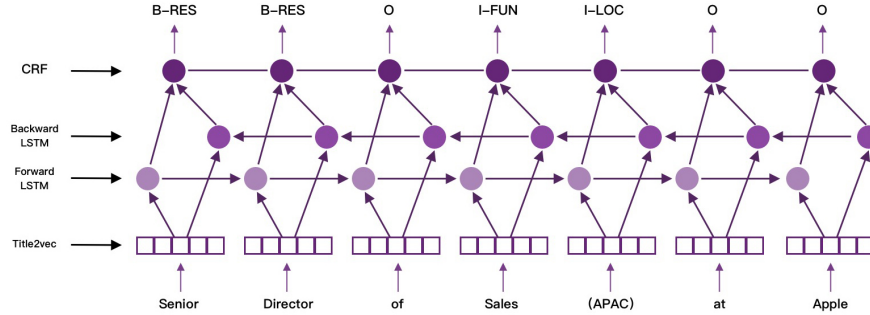 B-RES B-RES O I-FUN I-LOC O O
CRF
Backward
LSTM
Forward
LSTM
Title2vec
Senior Director of Sales (APAC) at Apple